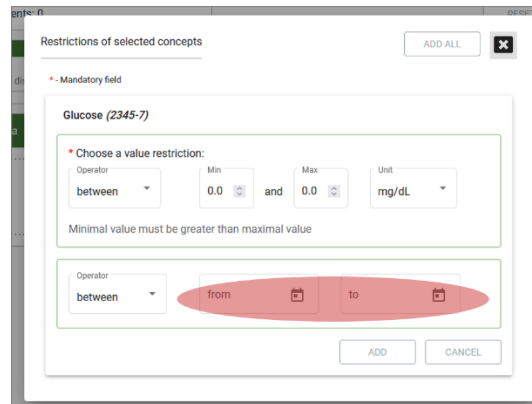 ents: 0
RESET
Restrictions of selected concepts
ADD ALL
* - Mandatory field
di
Glucose (2345-7)
a
* Choose a value restriction:
Operator
Min
Max
Unit
between
0.0
and
0.0
mg/dL
Minimal value must be greater than maximal value
Operator
between
from
to
ADD
CANCEL